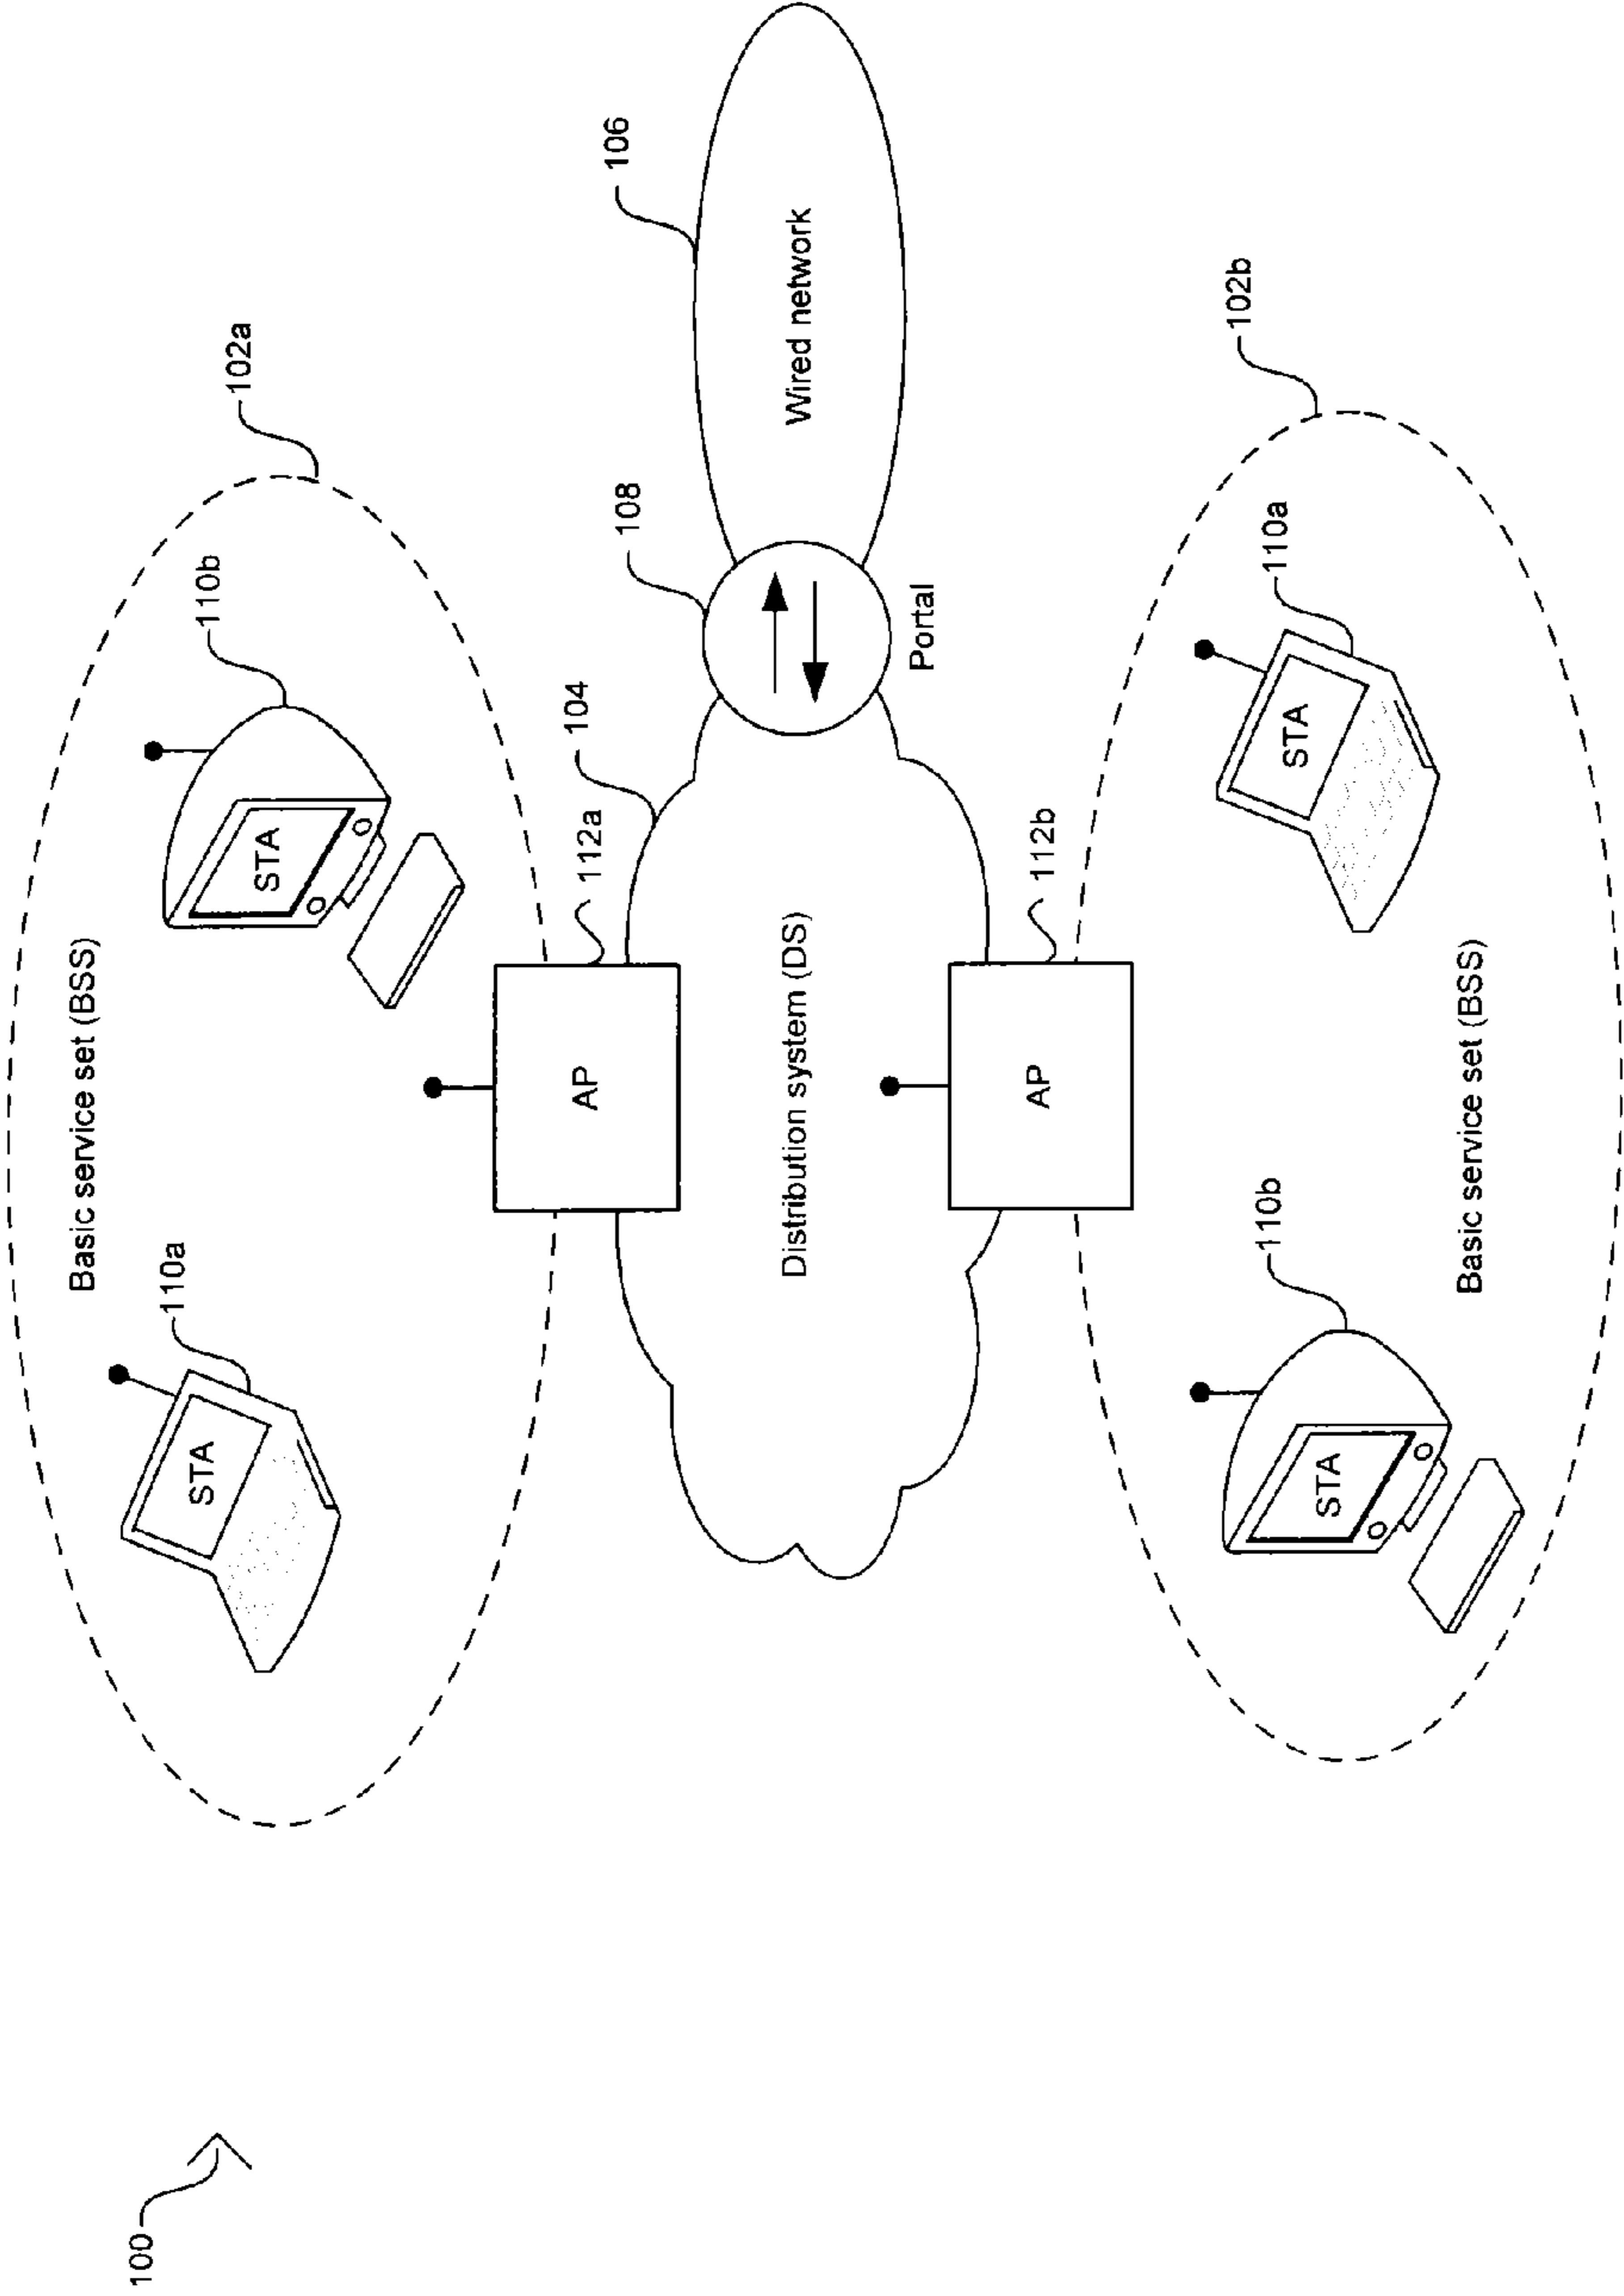 Basic service set (BSS)
100
110a
STA
110b
102a
STA
104
AP
112a
106
108
Distribution system (DS)
Wired network
Portal
AP
112b
102b
110b
110a
STA
STA
Basic service set (BSS)